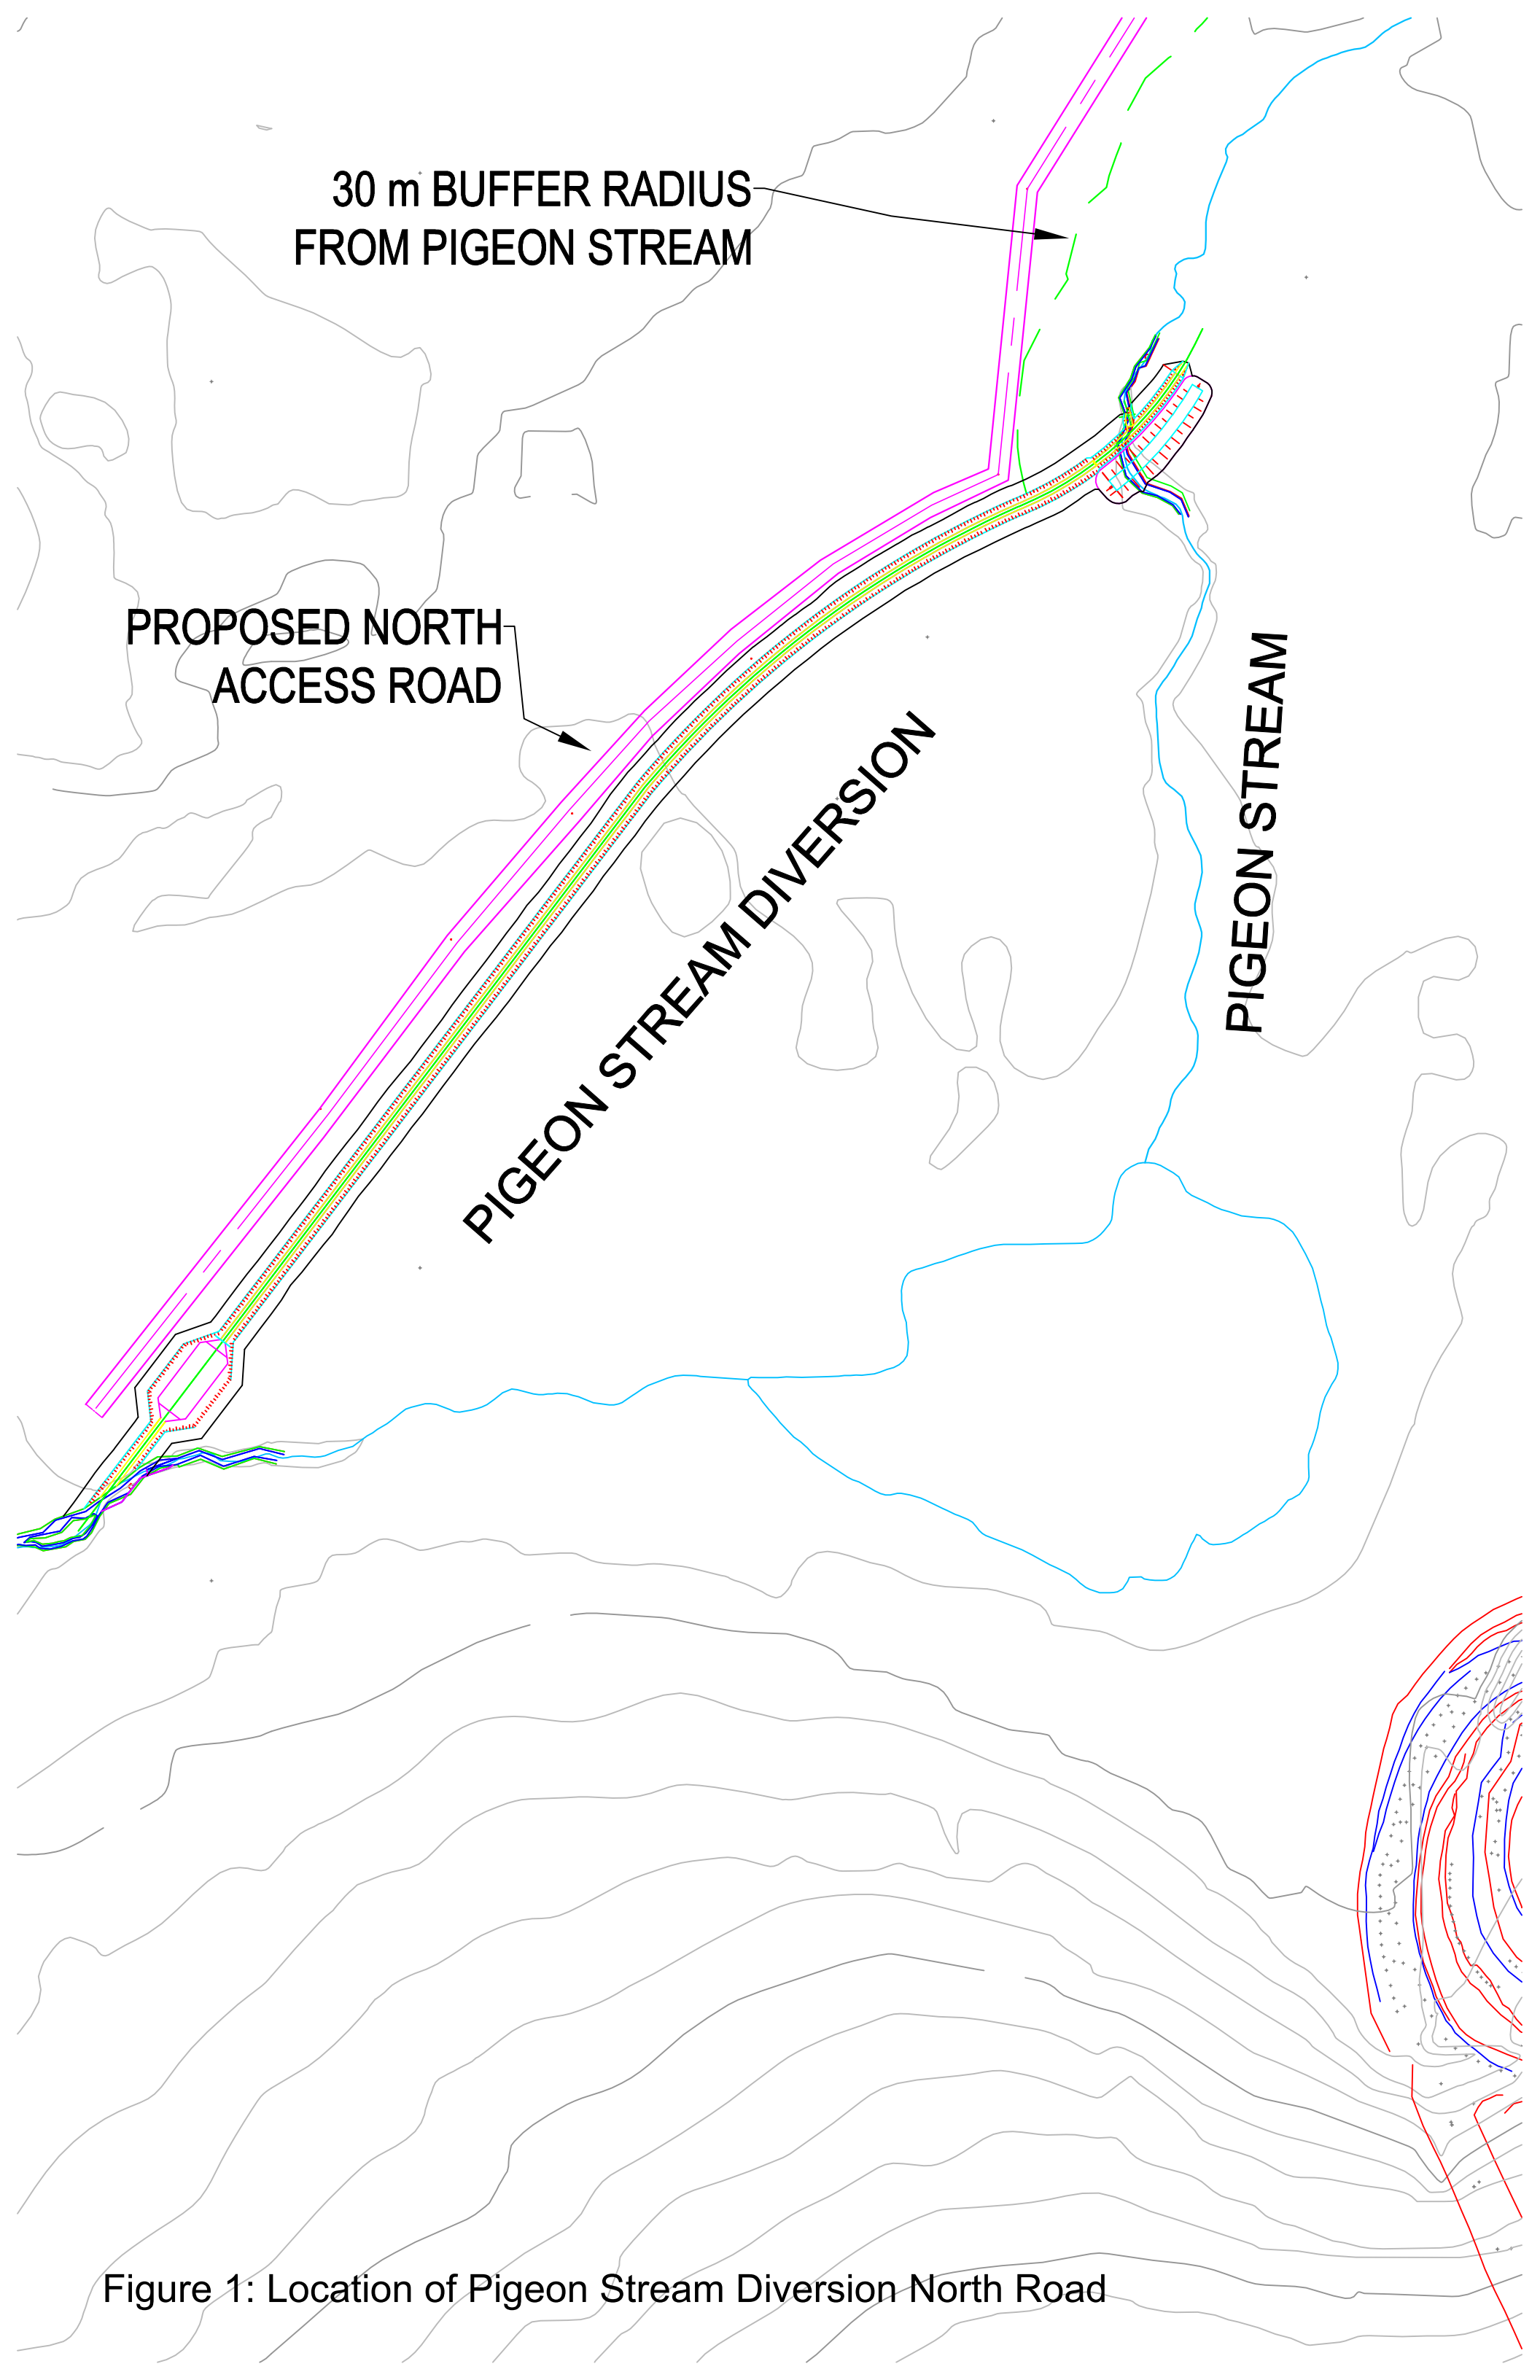 30 m BUFFER RADIUS
FROM PIGEON STREAM
PROPOSED NORTH
ACCESS ROAD
PIGEON STREAM DIVERSION
PIGEON STREAM
Figure 1: Location of Pigeon Stream Diversion North Road